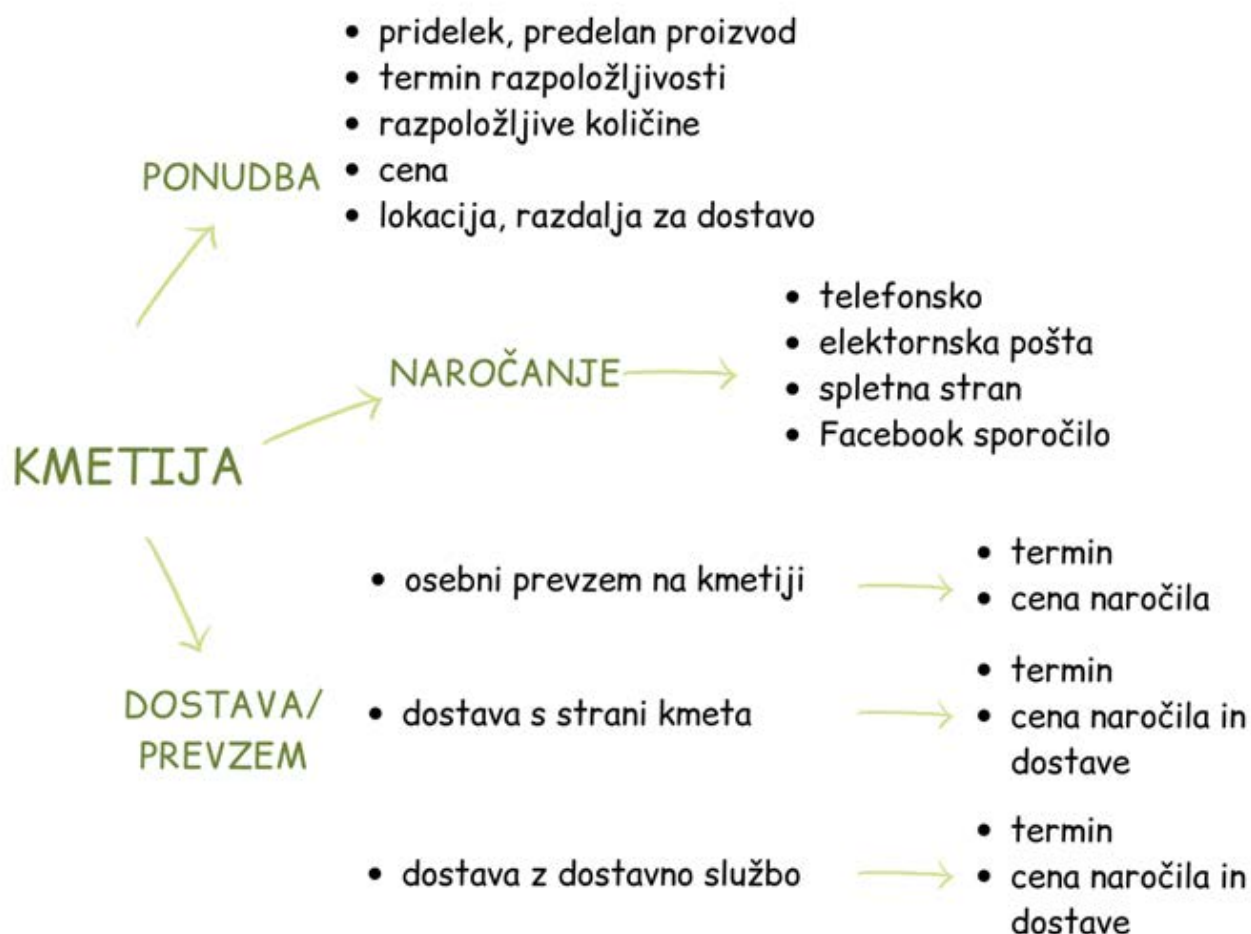 • pridelek, predelan proizvod
• termin razpoložljivosti
• razpoložljive količine
PONUDBA
• cena
• lokacija, razdalja za dostavo
• telefonsko
• elektornska pošta
NAROČANJE
• spletna stran
• Facebook sporočilo
KMETIJA
• osebni prevzem na kmetiji
• termin
• cena naročila
DOSTAVA/
PREVZEM
• dostava s strani kmeta
• termin
• cena naročila in
dostave
• dostava z dostavno službo
• termin
• cena naročila in
dostave